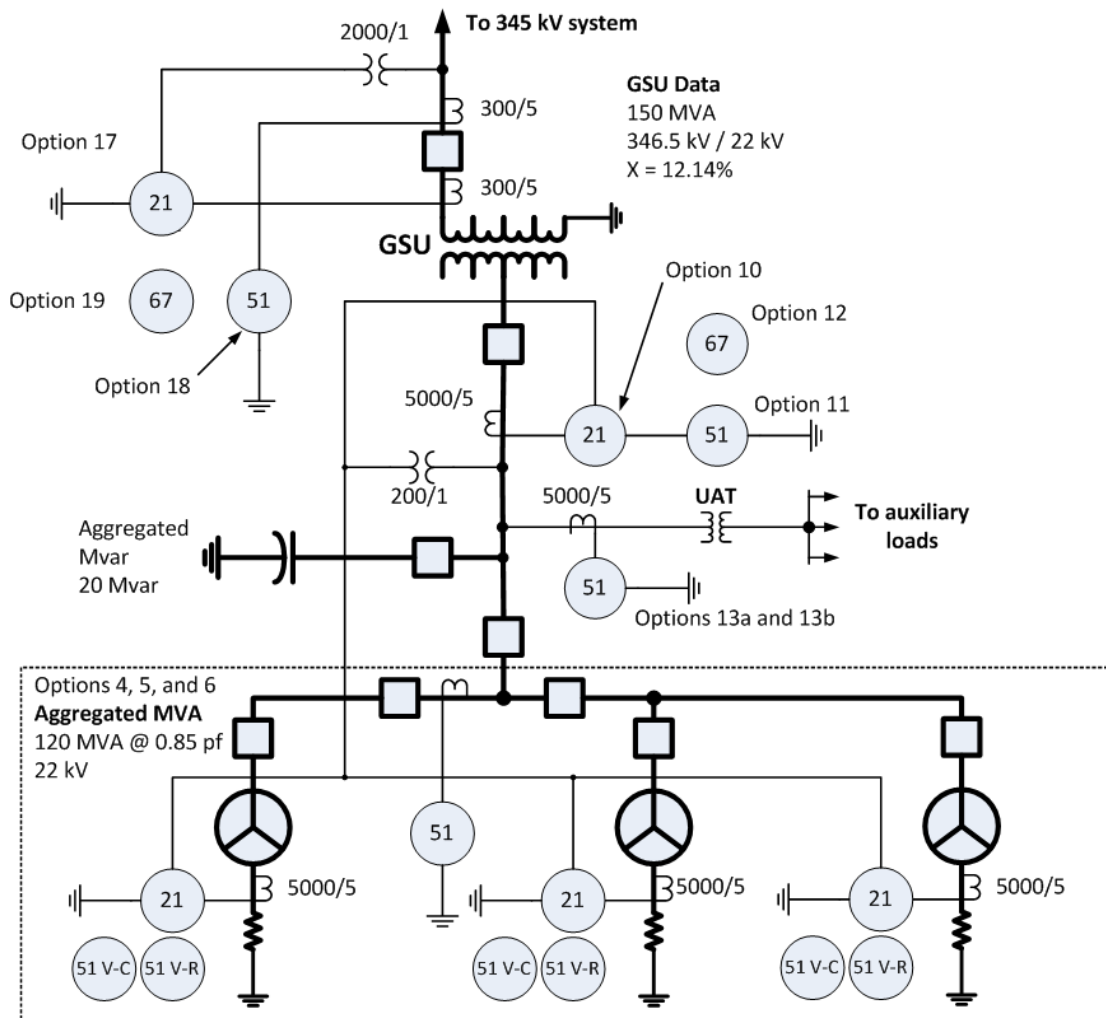 To 345 kV system
2000/1
GSU Data
150 MVA
346.5 kV / 22 kV
X = 12.14%
300/5
Option 17
300/5
21
GSU
Option 10
Option 19
67
51
Option 12
67
Option 18
5000/5
Option 11
21
51
200/1
5000/5
UAT
To auxiliary
loads
Aggregated
Mvar
20 Mvar
51
Options 13a and 13b
Options 4, 5, and 6
Aggregated MVA
120 MVA @ 0.85 pf
22 kV
51
21
5000/5
21
5000/5
21
5000/5
51 V-C
51 V-R
51 V-C
51 V-R
51 V-C
51 V-R